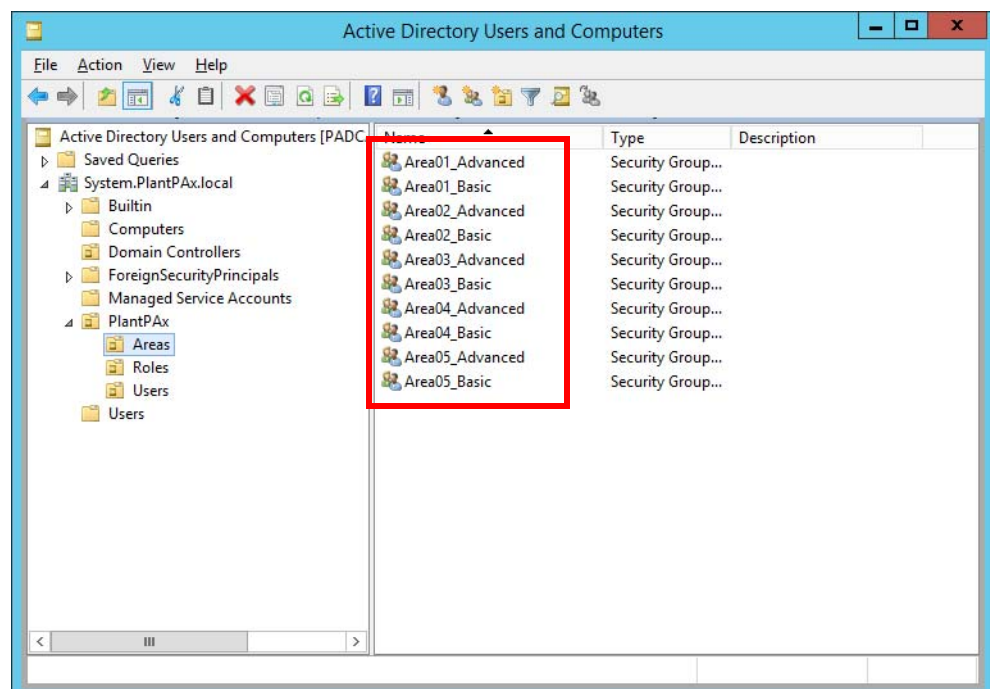 Active Directory Users and Computers
File Action View Help
Active Directory Users and Computers [PADC
Saved Queries
System.PlantPAx.local
Builtin
Computers
Domain Controllers
ForeignSecurityPrincipals
Managed Service Accounts
PlantPAx
Areas
Roles
Users
Users
Name Type Description
Area01_Advanced Security Group...
Area01_Basic Security Group...
Area02_Advanced Security Group...
Area02_Basic Security Group...
Area03_Advanced Security Group...
Area03_Basic Security Group...
Area04_Advanced Security Group...
Area04_Basic Security Group...
Area05_Advanced Security Group...
Area05_Basic Security Group...